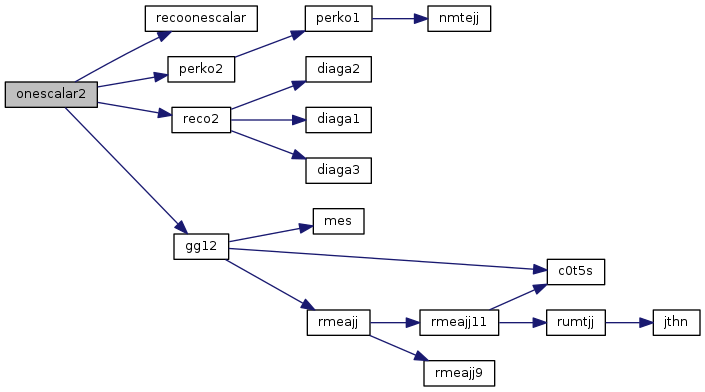 recoonescalar
perko1
nmtejj
perko2
diaga2
onescalar2
reco2
diaga1
diaga3
mes
gg12
c0t5s
rmeajj
rmeajj11
rumtjj
jthn
rmeajj9